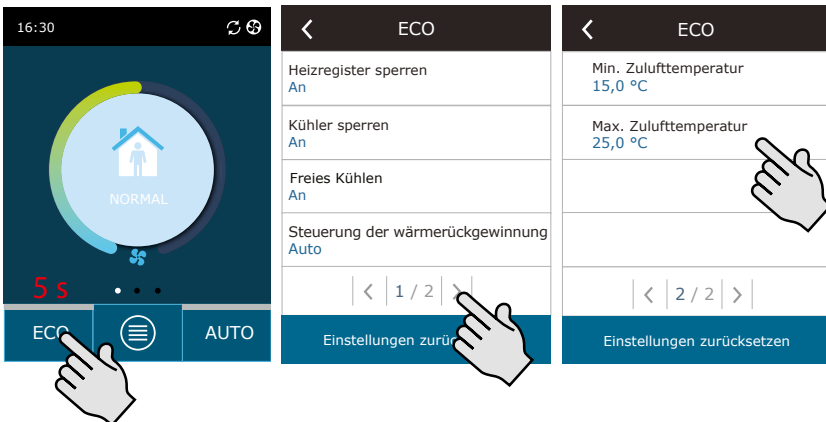 16:30
NORMAL
5 s
ECO
AUTO
ECO
Heizregister sperren
An
Kühler sperren
An
Freies Kühlen
An
Steuerung der wärmerückgewinnung
Auto
1 / 2
Einstellungen
ECO
Min. Zulufttemperatur
15,0 °C
Max. Zulufttemperatur
25,0 °C
2 / 2
Einstellungen zurücksetzen